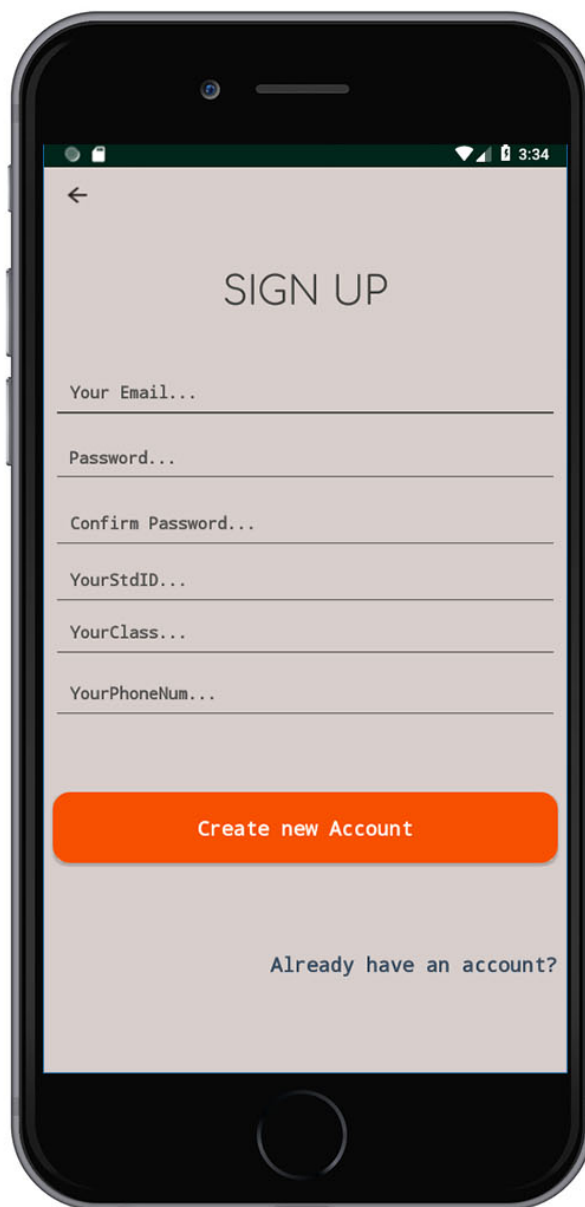 3:34
SIGN UP
Your Email...
Password...
Confirm Password...
YourStdID...
YourClass...
YourPhoneNum...
Create new Account
Already have an account?